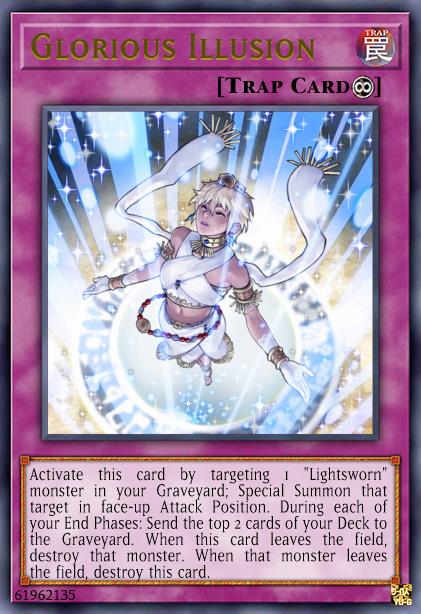 Glorious Illusion
TRAP
罠
[Trap Card∞]
Activate this card by targeting 1 "Lightsworn"
monster in your Graveyard; Special Summon that
target in face-up Attack Position. During each of
your End Phases: Send the top 2 cards of your Deck to
the Graveyard. When this card leaves the field,
destroy that monster. When that monster leaves
the field, destroy this card.
61962135